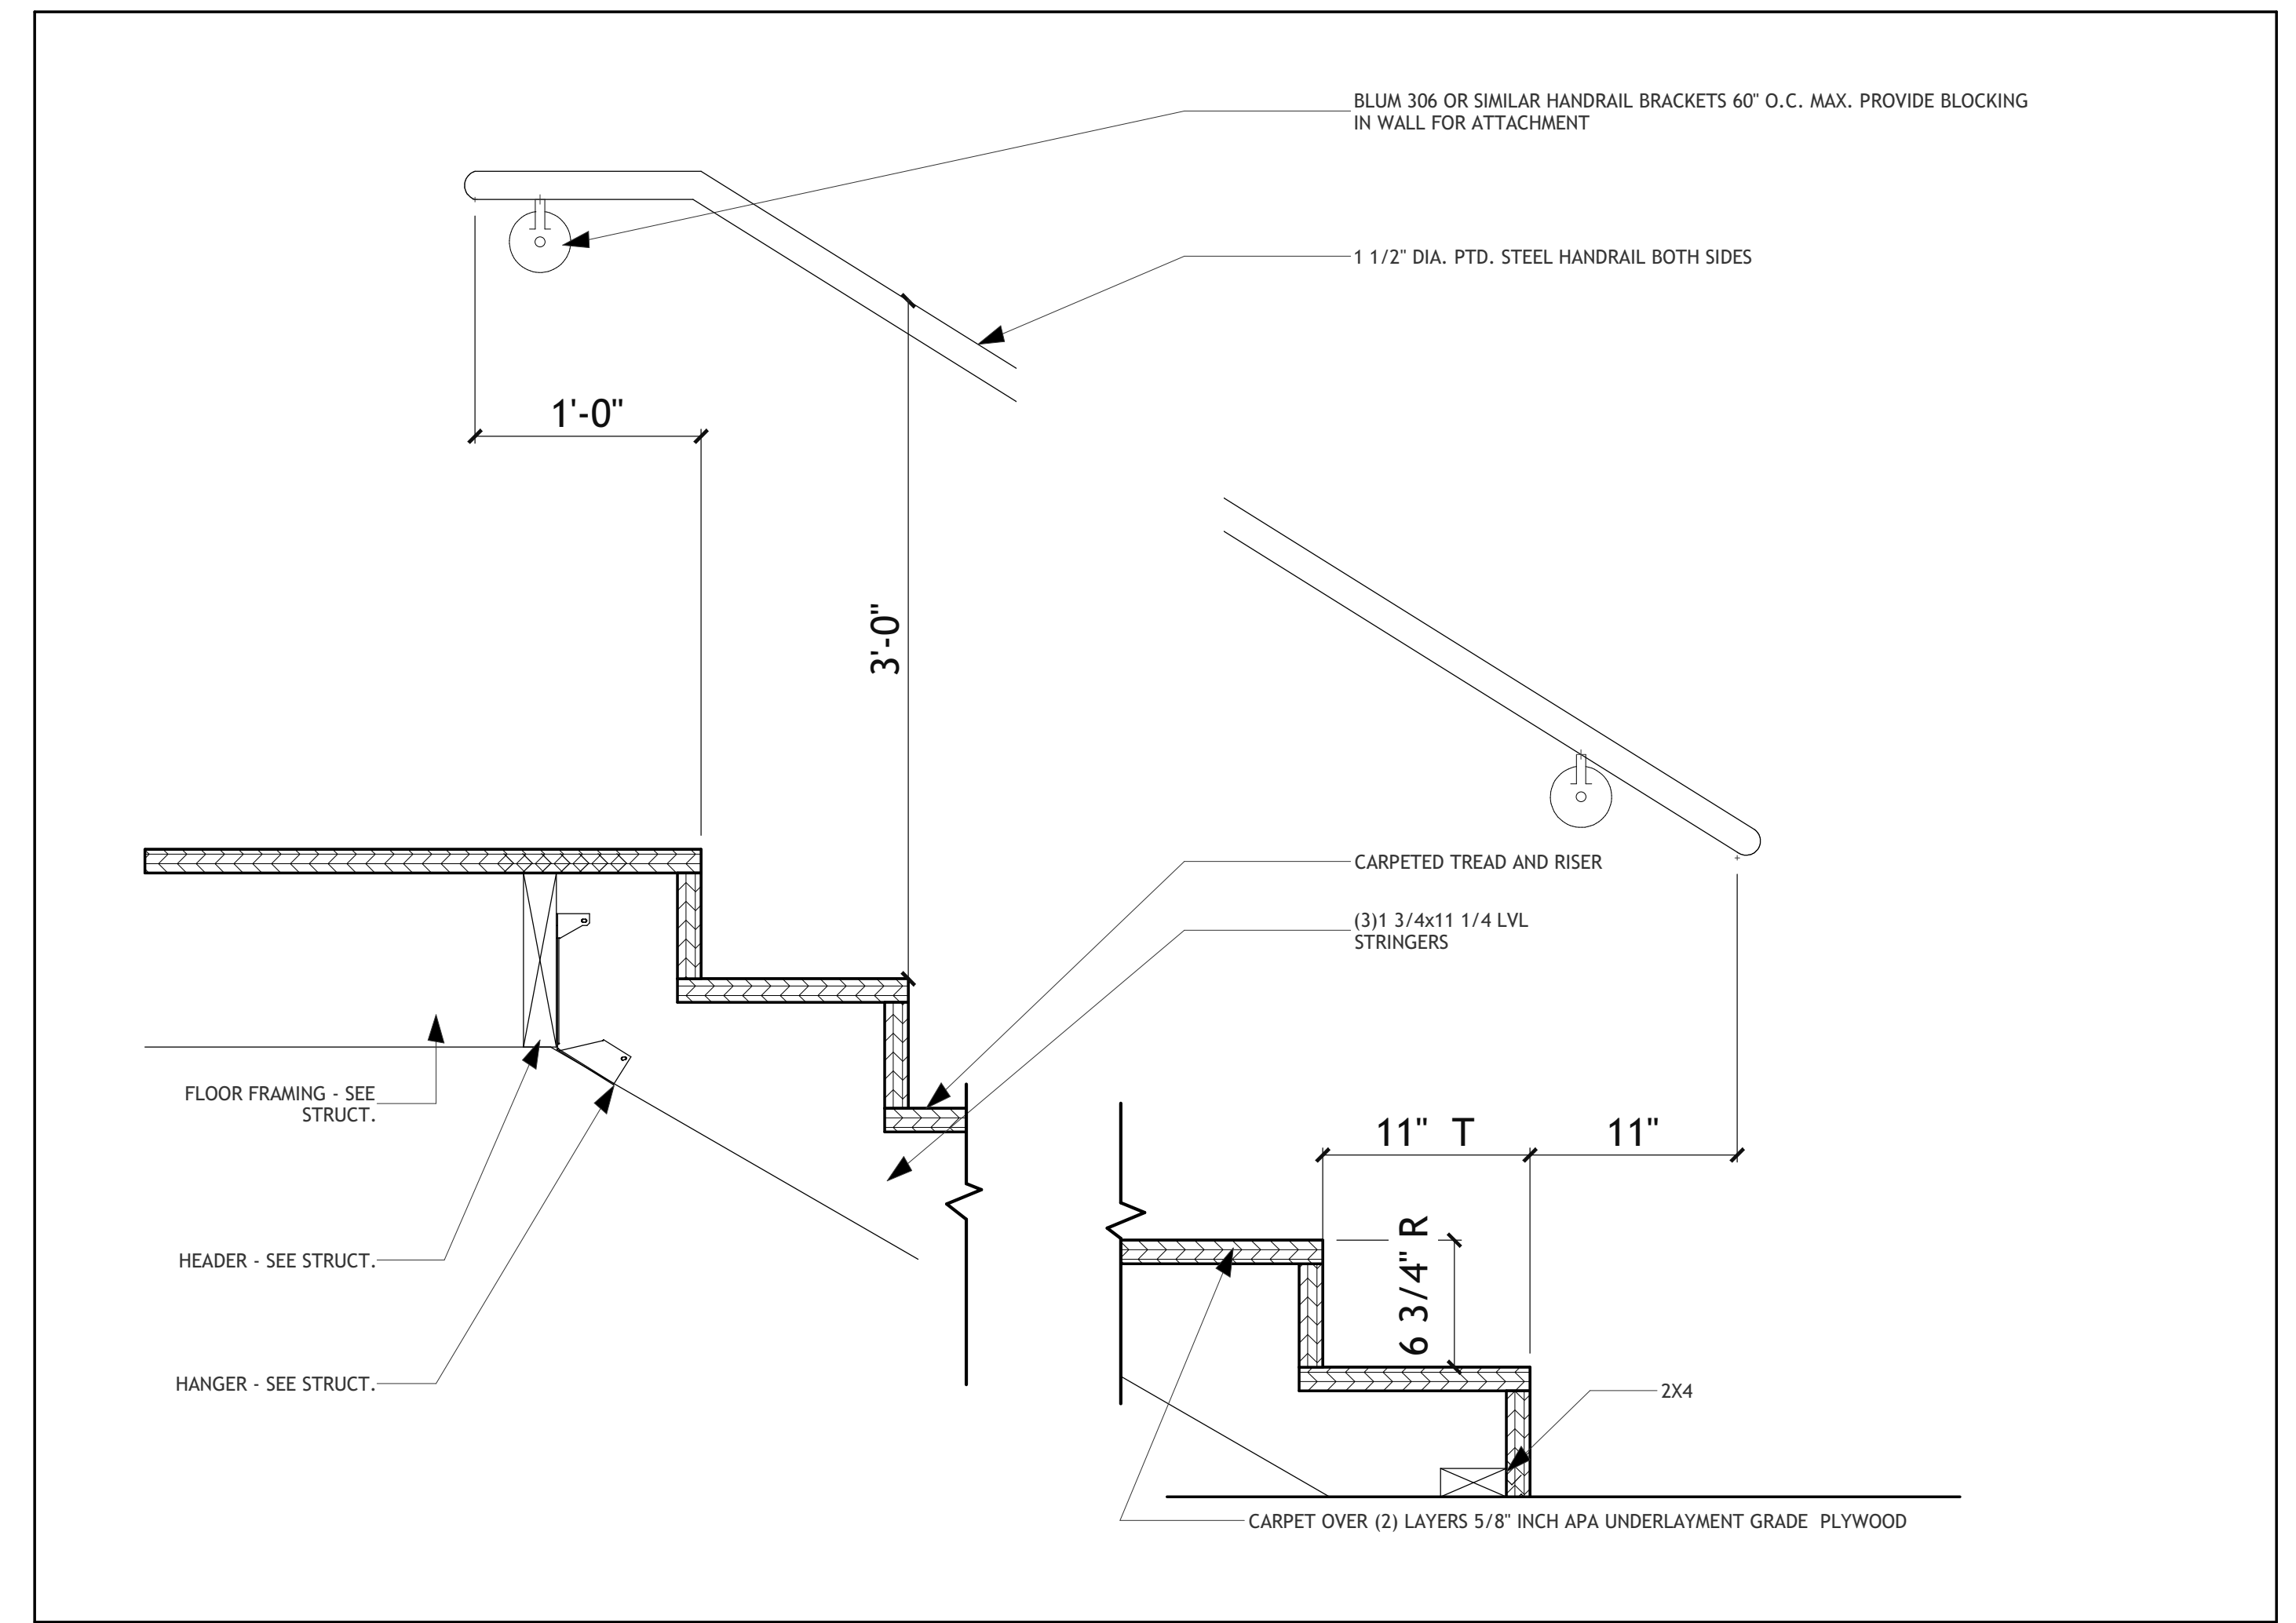 BLUM 306 OR SIMILAR HANDRAIL BRACKETS 60" O.C. MAX. PROVIDE BLOCKING
IN WALL FOR ATTACHMENT
1 1/2" DIA. PTD. STEEL HANDRAIL BOTH SIDES
1'-0"
3'-0"
CARPETED TREAD AND RISER
(3)1 3/4x11 1/4 LVL
STRINGERS
FLOOR FRAMING - SEE
STRUCT.
11" T
11"
HEADER - SEE STRUCT.
6 3/4" R
HANGER - SEE STRUCT.
2X4
CARPET OVER (2) LAYERS 5/8" INCH APA UNDERLAYMENT GRADE PLYWOOD